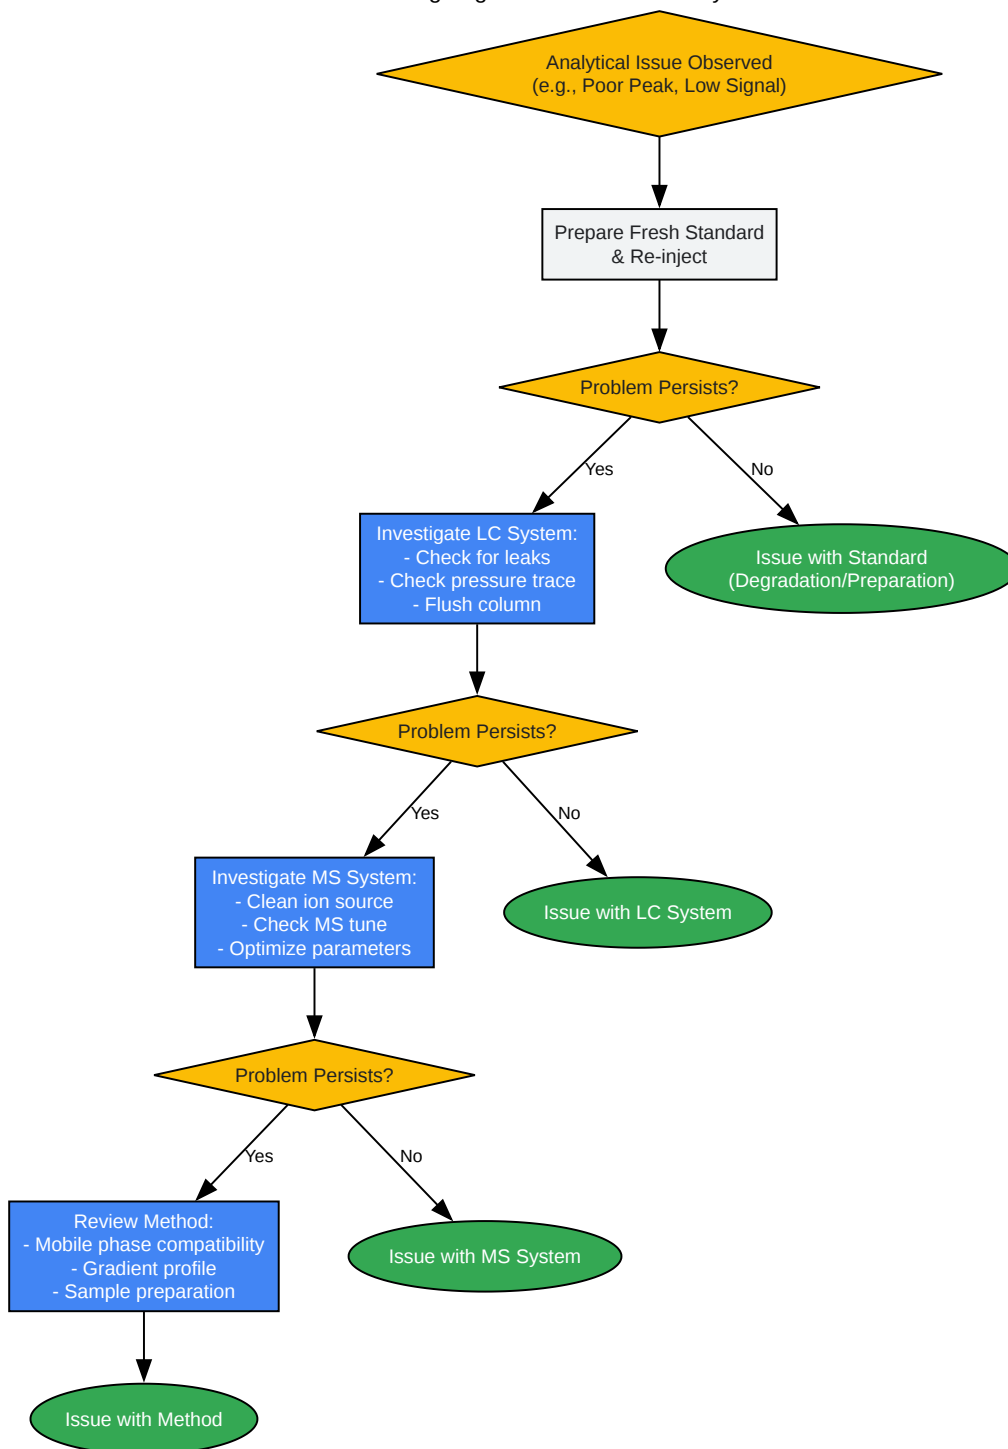 Analytical Issue Observed
(e.g., Poor Peak, Low Signal)
Prepare Fresh Standard
& Re-inject
Problem Persists?
Yes
No
Investigate LC System:
- Check for leaks
- Check pressure trace
- Flush column
Issue with Standard
(Degradation/Preparation)
Problem Persists?
Yes
No
Investigate MS System:
- Clean ion source
- Check MS tune
- Optimize parameters
Issue with LC System
Problem Persists?
Yes
No
Review Method:
- Mobile phase compatibility
- Gradient profile
- Sample preparation
Issue with MS System
Issue with Method